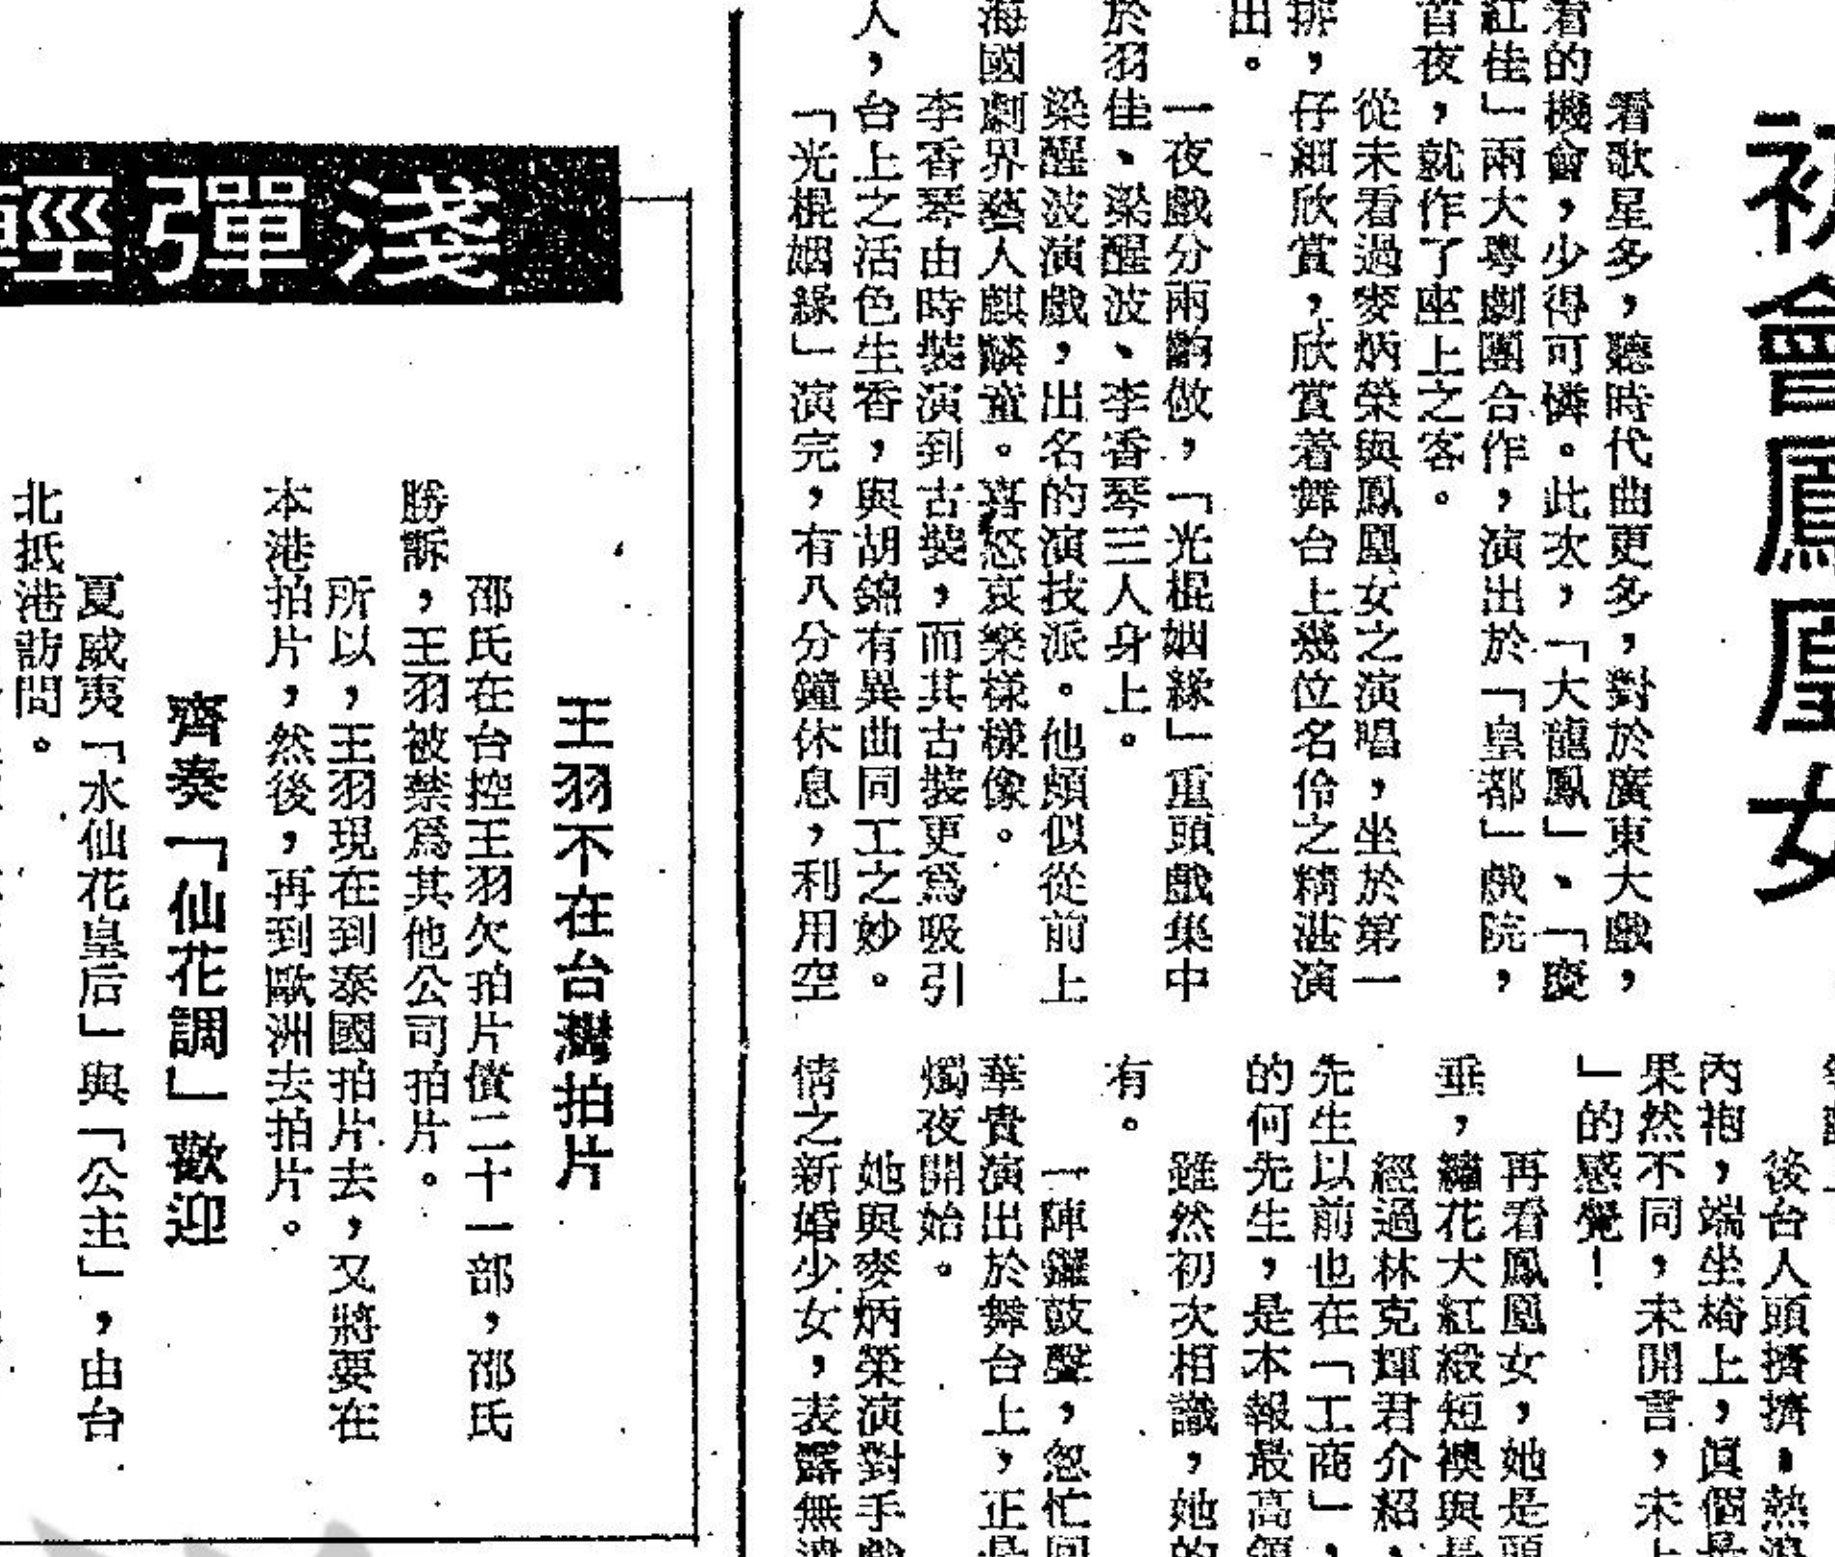 初會鳳凰女
看歌星多，聽時代曲更多，對於廣東大戲，
看的機會，少得可憐。此次，「大龍鳳」、「慶
紅佳」兩大粵劇團合作，演出於「皇都」戲院，
首夜，就作了座上之客。
從未看過麥炳榮與鳳凰女之演唱，坐於第一
排，仔細欣賞，欣賞着舞台上幾位名伶之精湛演
出。
一夜戲分兩齣做，「光棍姻緣」重頭戲集中
於羽佳、梁醒波、李香琴三人身上。
梁醒波演戲，出名的演技派。他頗似從前上
海國劇界藝人麒麟童。喜怒哀樂樣樣像。
李香琴由時裝演到古裝，而其古裝更爲吸引
人，台上之活色生香，與胡錦有異曲同工之妙。
「光棍姻緣」演完，有八分鐘休息，利用空
後台人頭擠擠，熱
內袍，端坐椅上，眞個是
果然不同，未開言，未
」的感覺！
再看鳳凰女，她是頭
垂，繡花大紅緞短襖與長
經過林克輝君介紹，
先生以前也在「工商」，
的何先生，是本報最高領
雖然初次相識，她的
有。
一陣鑼鼓聲，怱忙回
華貴演出於舞台上，正是
燭夜開始。
她與麥炳榮演對手戲
情之新婚少女，表露無
輕彈淺
王羽不在台灣拍片
邵氏在台控王羽欠拍片債二十一部，邵氏
勝訴，王羽被禁爲其他公司拍片。
所以，王羽現在到泰國拍片去，又將要在
本港拍片，然後，再到歐洲去拍片。
齊奏「仙花調」歡迎
夏威夷「水仙花皇后」與「公主」，由台
北抵港訪問。